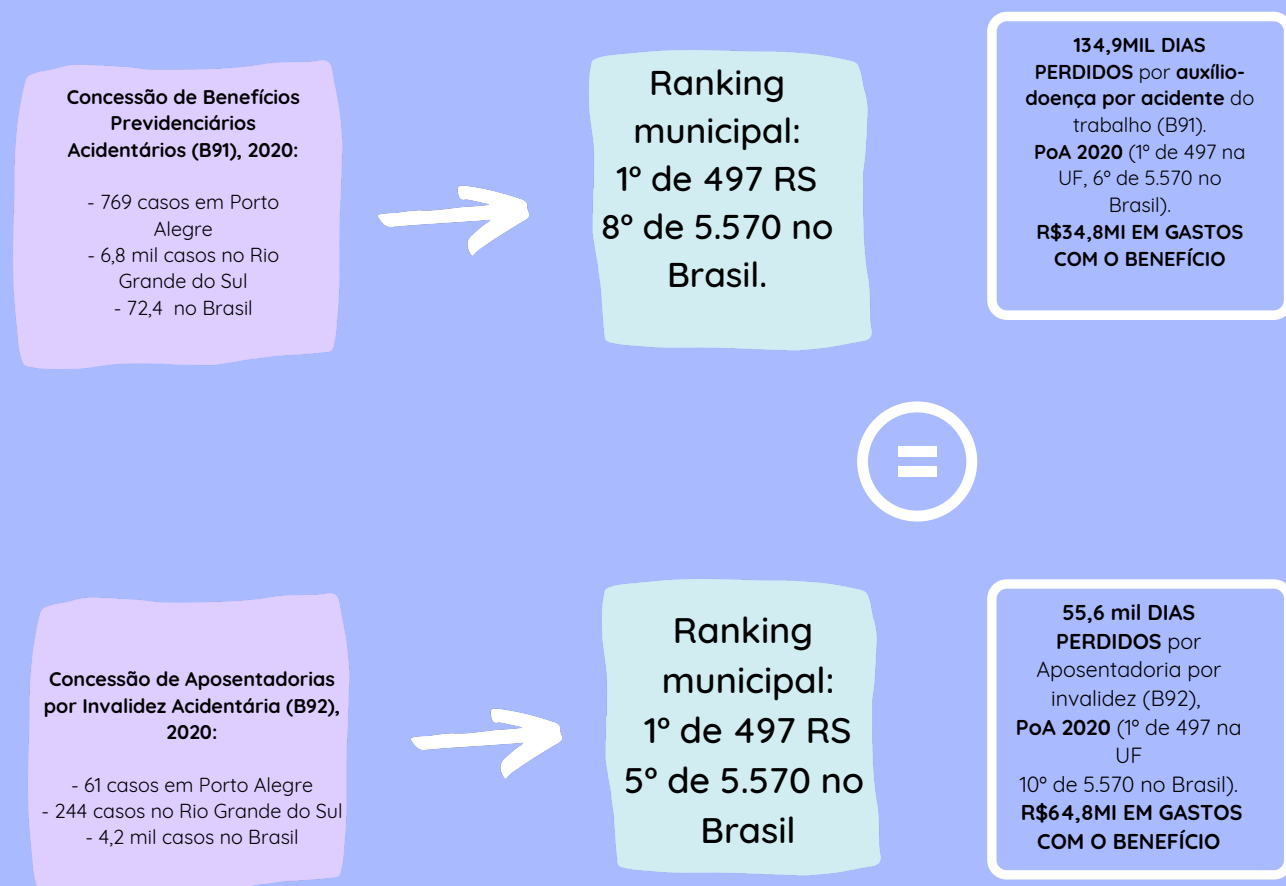 Concessão de Benefícios
Previdenciários
Acidentários (B91), 2020:
- 769 casos em Porto
Alegre
- 6,8 mil casos no Rio
Grande do Sul
- 72,4 no Brasil
Ranking
municipal:
1º de 497 RS
8º de 5.570 no
Brasil.
134,9MIL DIAS
PERDIDOS por auxílio-
doença por acidente do
trabalho (B91).
PoA 2020 (1º de 497 na
UF, 6º de 5.570 no
Brasil).
R$34,8MI EM GASTOS
COM O BENEFÍCIO
=
Concessão de Aposentadorias
por Invalidez Acidentária (B92),
2020:
- 61 casos em Porto Alegre
- 244 casos no Rio Grande do Sul
- 4,2 mil casos no Brasil
Ranking
municipal:
1º de 497 RS
5º de 5.570 no
Brasil
55,6 mil DIAS
PERDIDOS por
Aposentadoria por
invalidez (B92),
PoA 2020 (1º de 497 na
UF
10º de 5.570 no Brasil).
R$64,8MI EM GASTOS
COM O BENEFÍCIO